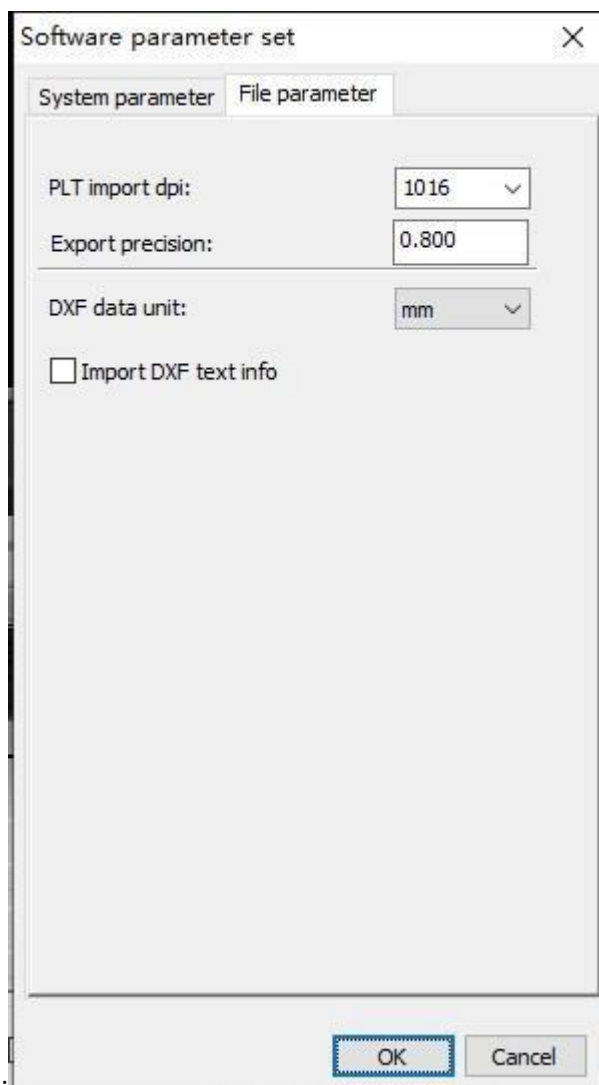 Software parameter set
System parameter File parameter
PLT import dpi: 1016
Export precision: 0.800
DXF data unit: mm
Import DXF text info
OK Cancel